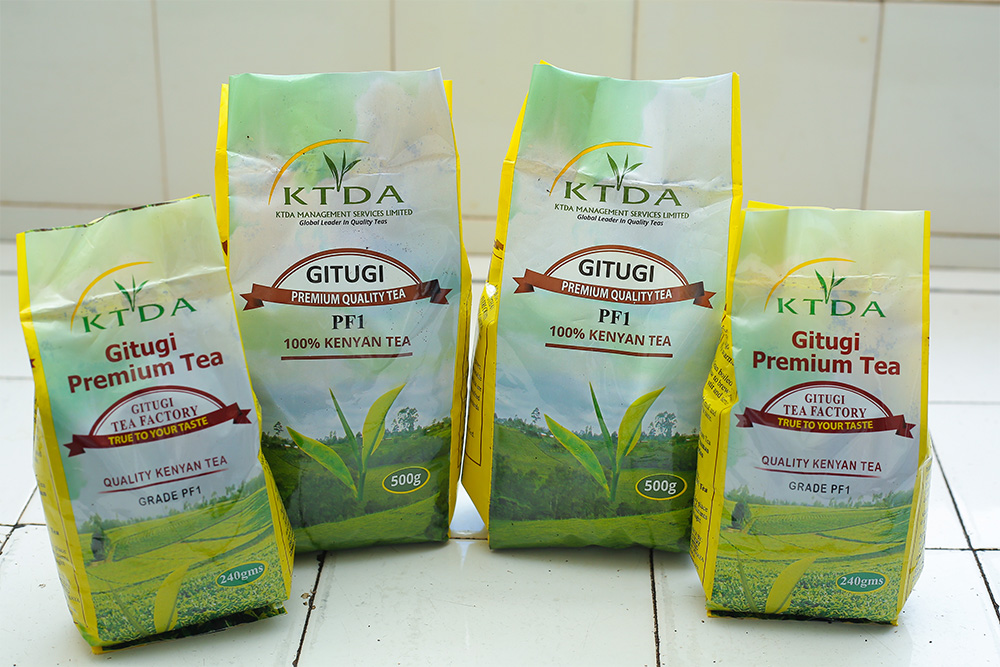 KTDA
Gitugi
Premium Tea
GITUGI
TEA FACTORY
TRUE TO YOUR TASTE
QUALITY KENYAN TEA
GRADE PF1
240gms
KTDA
KTDA MANAGEMENT SERVICES LIMITED
Global Leader In Quality Teas
GITUGI
PREMIUM QUALITY TEA
PF1
100% KENYAN TEA
500g
KTDA
KTDA MANAGEMENT SERVICES LIMITED
Global Leader In Quality Teas
GITUGI
PREMIUM QUALITY TEA
PF1
100% KENYAN TEA
500g
KTDA
Gitugi
Premium Tea
GITUGI
TEA FACTORY
TRUE TO YOUR TASTE
QUALITY KENYAN TEA
GRADE PF1
240gms